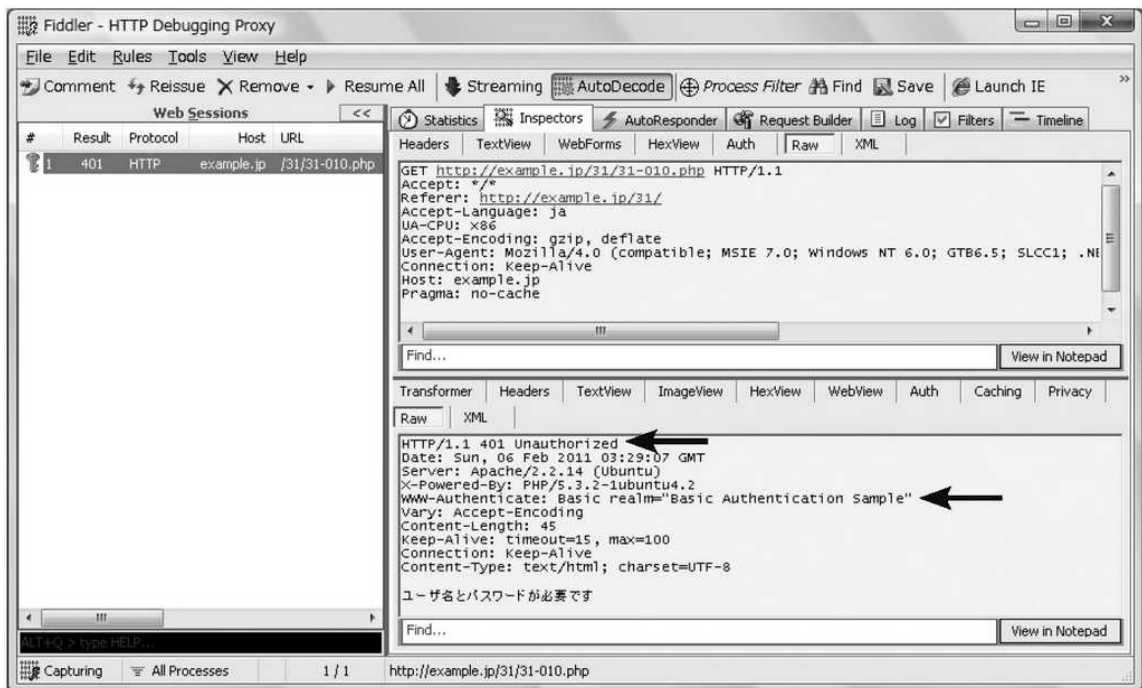 Fiddler - HTTP Debugging Proxy
File Edit Rules Tools View Help
Comment Reissue Remove Resume All Streaming AutoDecode Process Filter Find Save Launch IE »
Web Sessions <<
# Result Protocol Host URL
1 401 HTTP example.jp /31/31-010.php
Statistics Inspectors AutoResponder Request Builder Log Filters Timeline
Headers TextView WebForms HexView Auth Raw XML
GET http://example.jp/31/31-010.php HTTP/1.1
Accept: */*
Referer: http://example.jp/31/
Accept-Language: ja
UA-CPU: x86
Accept-Encoding: gzip, deflate
User-Agent: Mozilla/4.0 (compatible; MSIE 7.0; Windows NT 6.0; GTB6.5; SLCC1; .NE
Connection: Keep-Alive
Host: example.jp
Pragma: no-cache
Find... View in Notepad
Transformer Headers TextView ImageView HexView WebView Auth Caching Privacy
Raw XML
HTTP/1.1 401 Unauthorized
Date: Sun, 06 Feb 2011 03:29:07 GMT
Server: Apache/2.2.14 (Ubuntu)
X-Powered-By: PHP/5.3.2-1ubuntu4.2
WWW-Authenticate: Basic realm="Basic Authentication Sample"
Vary: Accept-Encoding
Content-Length: 45
Keep-Alive: timeout=15, max=100
Connection: Keep-Alive
Content-Type: text/html; charset=UTF-8
ユーザ名とパスワードが必要です
Find... View in Notepad
ALT+Q > type HELP...
Capturing All Processes 1 / 1 http://example.jp/31/31-010.php